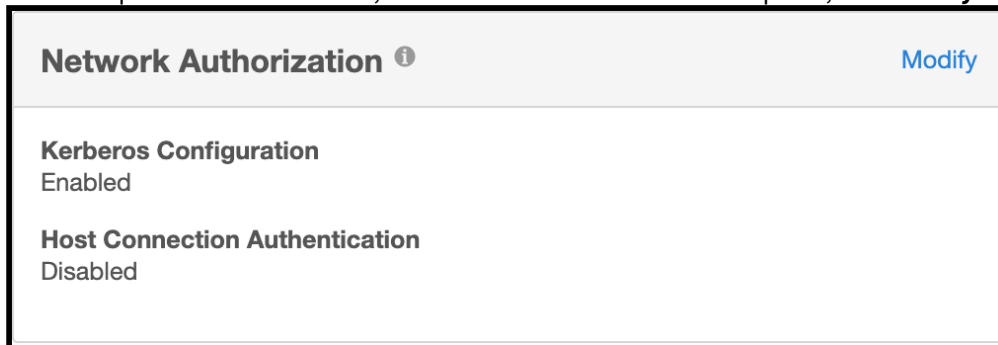 Network Authorization
Modify
Kerberos Configuration
Enabled
Host Connection Authentication
Disabled